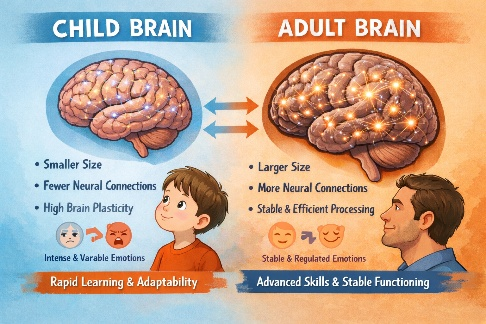 CHILD BRAIN
• Smaller Size
• Fewer Neural Connections
• High Brain Plasticity
Intense & Variable Emotions
Rapid Learning & Adaptability
ADULT BRAIN
• Larger Size
• More Neural Connections
• Stable & Efficient Processing
Stable & Regulated Emotions
Advanced Skills & Stable Functioning